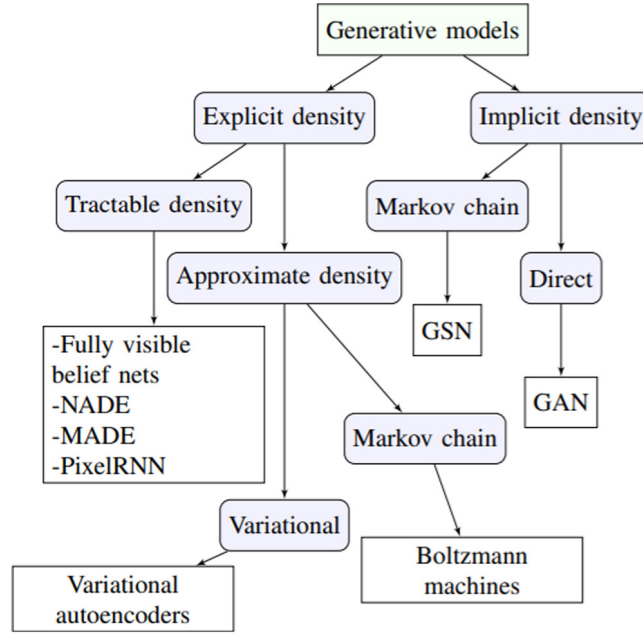 Generative models
Explicit density
Implicit density
Tractable density
Markov chain
Approximate density
Direct
-Fully visible
belief nets
-NADE
-MADE
-PixelRNN
GSN
GAN
Markov chain
Variational
Boltzmann
machines
Variational
autoencoders